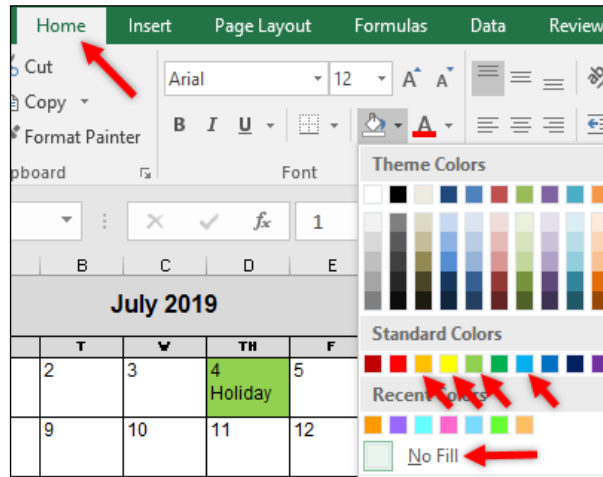 Home Insert Page Layout Formulas Data Review
Cut
Copy
Format Painter
Arial 12 A A
B I U A
pboard Font
fx 1
B C D E
July 2019
T W TH F
2 3 4 5
Holiday
9 10 11 12
Theme Colors
Standard Colors
Recent Colors
No Fill